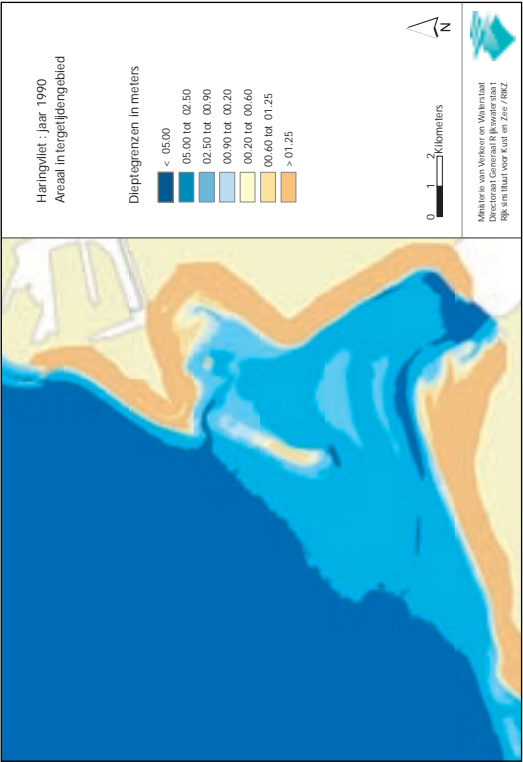 Haringvliet : jaar 1990
Areaal intergetijdengebied
Dieptegrenzen in meters
< 05.00
05.00 tot 02.50
02.50 tot 00.90
00.90 tot 00.20
00.20 tot 00.60
00.60 tot 01.25
> 01.25
N
0 1 2 Kilometers
Ministerie van Verkeer en Waterstaat
Directoraat Generaal Rijkswaterstaat
Rijksinstituut voor Kust en Zee / RIKZ